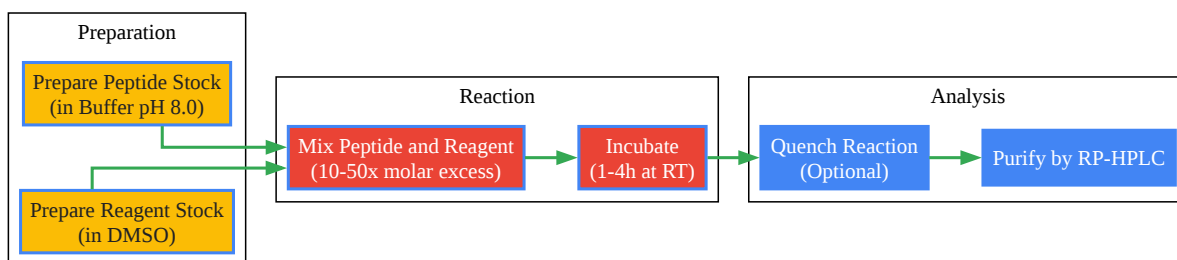 Preparation
Prepare Peptide Stock
(in Buffer pH 8.0)
Prepare Reagent Stock
(in DMSO)
Reaction
Mix Peptide and Reagent
(10-50x molar excess)
Incubate
(1-4h at RT)
Analysis
Quench Reaction
(Optional)
Purify by RP-HPLC